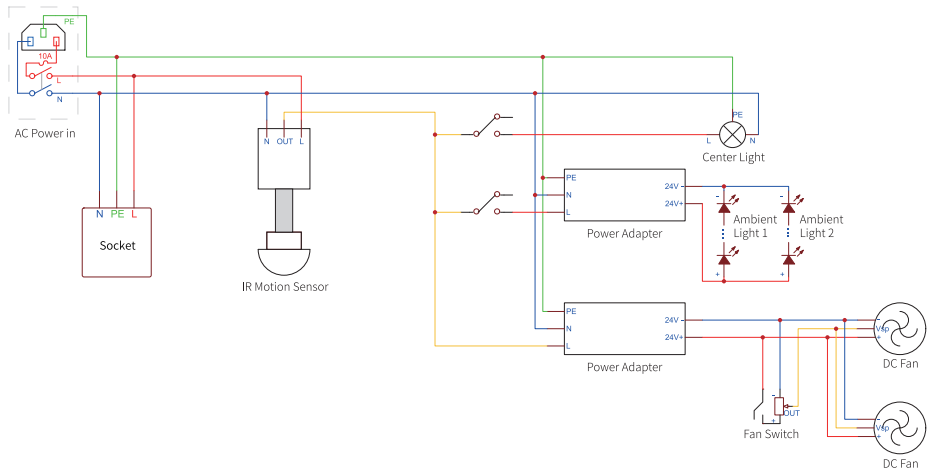 PE
10A
L
N
AC Power in
N PE L
Socket
N OUT L
IR Motion Sensor
PE
L N
Center Light
PE
N
L
24V-
24V+
Power Adapter
-
+
Ambient
Light 1
-
+
Ambient
Light 2
PE
N
L
24V-
24V+
Power Adapter
-
+
OUT
Fan Switch
-
Vsp
+
DC Fan
-
Vsp
+
DC Fan